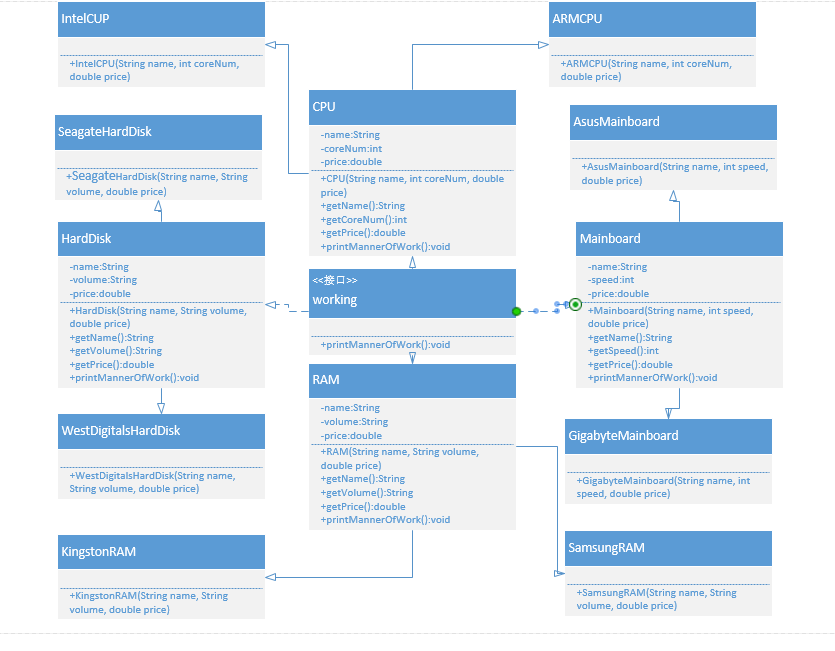 IntelCUP
+IntelCPU(String name, int coreNum,
double price)
ARMCPU
+ARMCPU(String name, int coreNum,
double price)
CPU
-name:String
-coreNum:int
-price:double
+CPU(String name, int coreNum, double
price)
+getName():String
+getCoreNum():int
+getPrice():double
+printMannerOfWork():void
SeagateHardDisk
+SeagateHardDisk(String name, String
volume, double price)
AsusMainboard
+AsusMainboard(String name, int speed,
double price)
HardDisk
-name:String
-volume:String
-price:double
+HardDisk(String name, String volume,
double price)
+getName():String
+getVolume():String
+getPrice():double
+printMannerOfWork():void
<<接口>>
working
+printMannerOfWork():void
Mainboard
-name:String
-speed:int
-price:double
+Mainboard(String name, int speed,
double price)
+getName():String
+getSpeed():int
+getPrice():double
+printMannerOfWork():void
RAM
-name:String
-volume:String
-price:double
+RAM(String name, String volume,
double price)
+getName():String
+getVolume():String
+getPrice():double
+printMannerOfWork():void
WestDigitalsHardDisk
+WestDigitalsHardDisk(String name,
String volume, double price)
GigabyteMainboard
+GigabyteMainboard(String name, int
speed, double price)
KingstonRAM
+KingstonRAM(String name, String
volume, double price)
SamsungRAM
+SamsungRAM(String name, String
volume, double price)